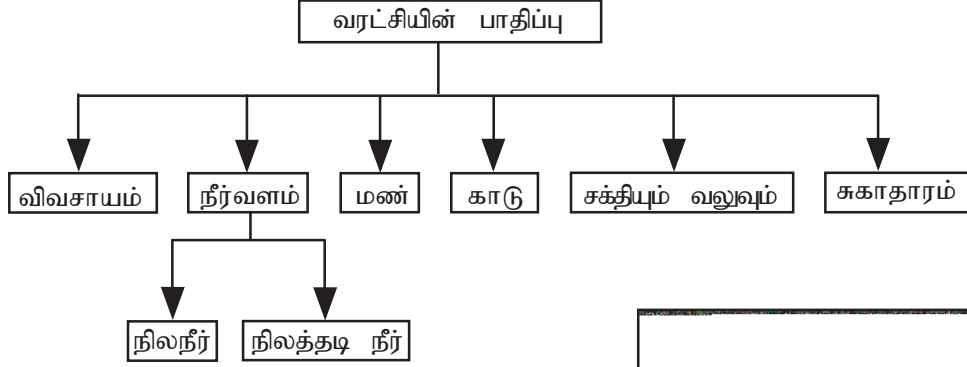 வரட்சியின் பாதிப்பு
விவசாயம்
நீர்வளம்
மண்
காடு
சக்தியும் வலுவும்
சுகாதாரம்
நிலநீர்
நிலத்தடி நீர்